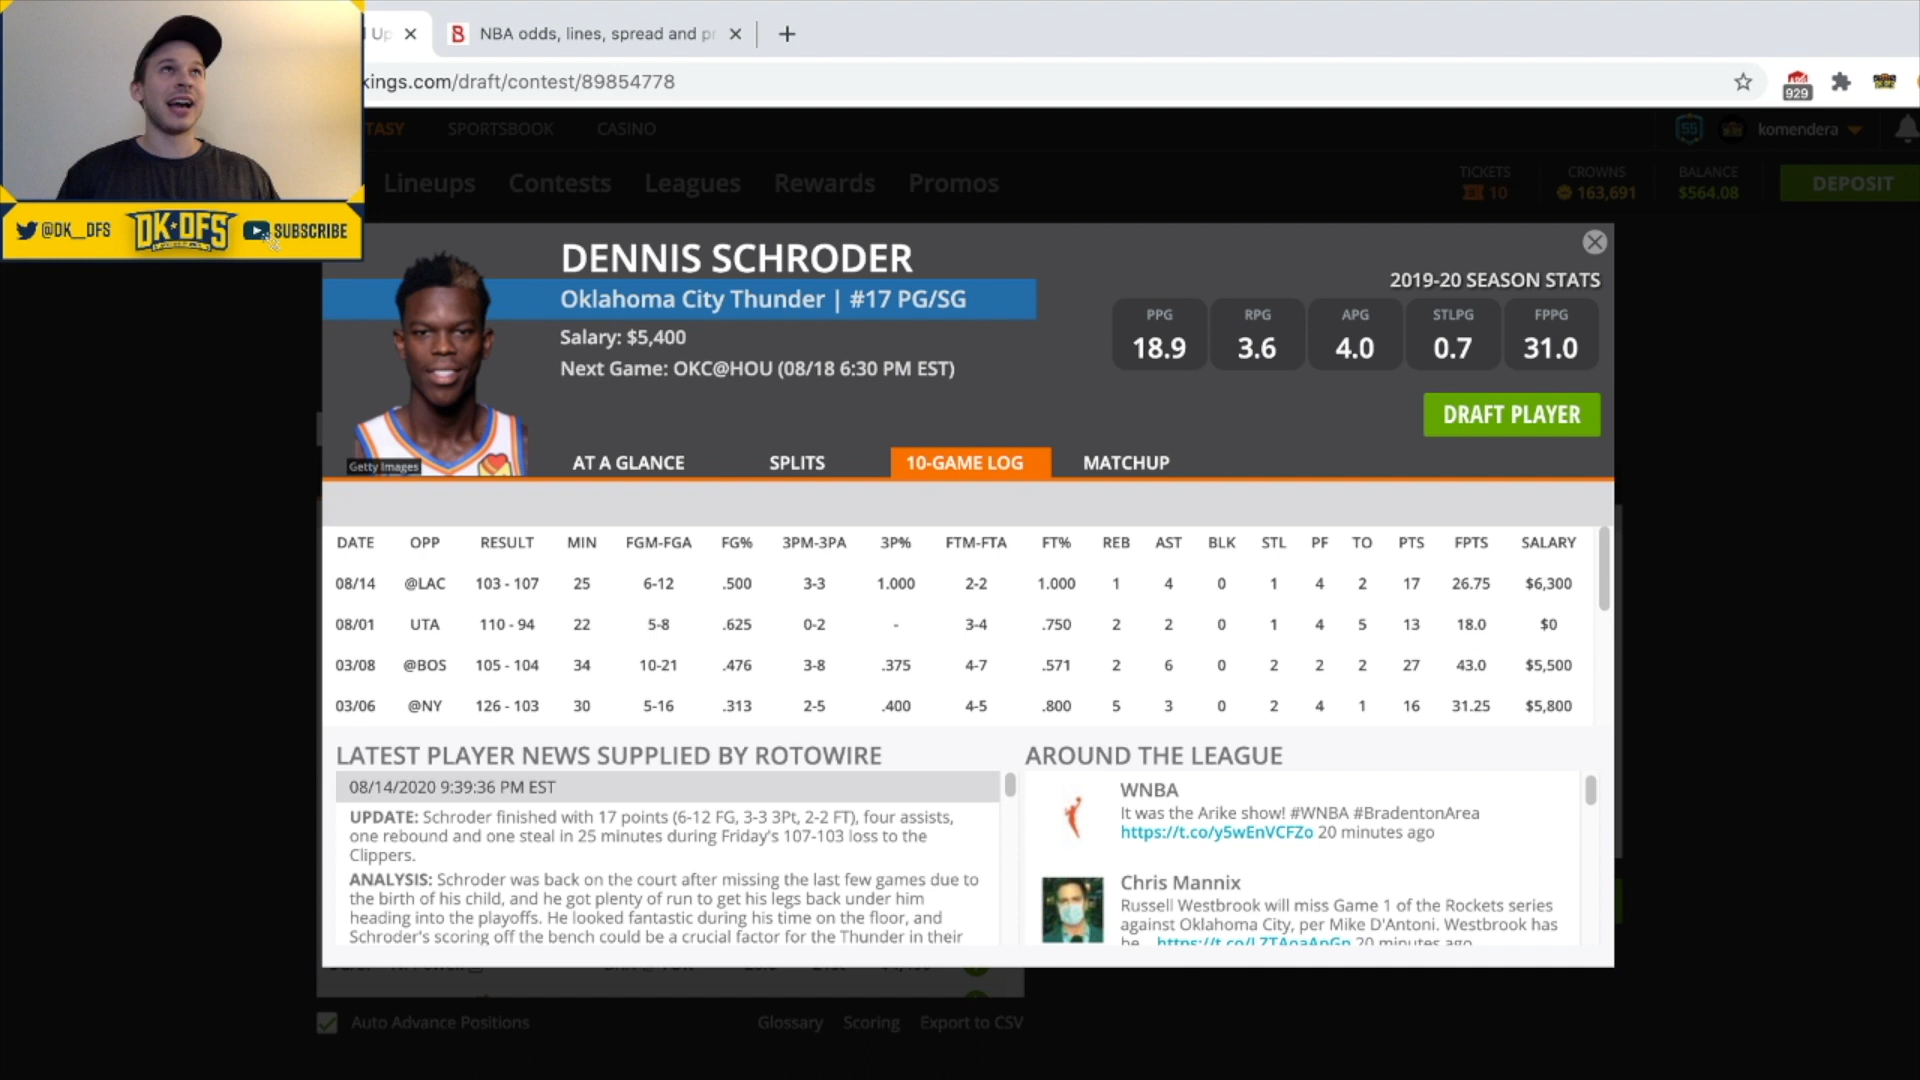 NBA odds, lines, spread and pr
kings.com/draft/contest/89854778
929
TASY SPORTSBOOK CASINO
55 komendera
Lineups Contests Leagues Rewards Promos
TICKETS CROWNS BALANCE
10 163,691 $564.08
DEPOSIT
@DK__DFS DK DFS SUBSCRIBE
DENNIS SCHRODER
Oklahoma City Thunder | #17 PG/SG
Salary: $5,400
Next Game: OKC@HOU (08/18 6:30 PM EST)
2019-20 SEASON STATS
PPG RPG APG STLPG FPPG
18.9 3.6 4.0 0.7 31.0
DRAFT PLAYER
Getty Images
AT A GLANCE SPLITS 10-GAME LOG MATCHUP
DATE OPP RESULT MIN FGM-FGA FG% 3PM-3PA 3P% FTM-FTA FT% REB AST BLK STL PF TO PTS FPTS SALARY
08/14 @LAC 103 - 107 25 6-12 .500 3-3 1.000 2-2 1.000 1 4 0 1 4 2 17 26.75 $6,300
08/01 UTA 110 - 94 22 5-8 .625 0-2 - 3-4 .750 2 2 0 1 4 5 13 18.0 $0
03/08 @BOS 105 - 104 34 10-21 .476 3-8 .375 4-7 .571 2 6 0 2 2 2 27 43.0 $5,500
03/06 @NY 126 - 103 30 5-16 .313 2-5 .400 4-5 .800 5 3 0 2 4 1 16 31.25 $5,800
LATEST PLAYER NEWS SUPPLIED BY ROTOWIRE
08/14/2020 9:39:36 PM EST
UPDATE: Schroder finished with 17 points (6-12 FG, 3-3 3Pt, 2-2 FT), four assists,
one rebound and one steal in 25 minutes during Friday's 107-103 loss to the
Clippers.
ANALYSIS: Schroder was back on the court after missing the last few games due to
the birth of his child, and he got plenty of run to get his legs back under him
heading into the playoffs. He looked fantastic during his time on the floor, and
Schroder's scoring off the bench could be a crucial factor for the Thunder in their
AROUND THE LEAGUE
WNBA
It was the Arike show! #WNBA #BradentonArea
https://t.co/y5wEnVCFZo 20 minutes ago
Chris Mannix
Russell Westbrook will miss Game 1 of the Rockets series
against Oklahoma City, per Mike D'Antoni. Westbrook has
20 minutes ago
Auto Advance Positions
Glossary Scoring Export to CSV